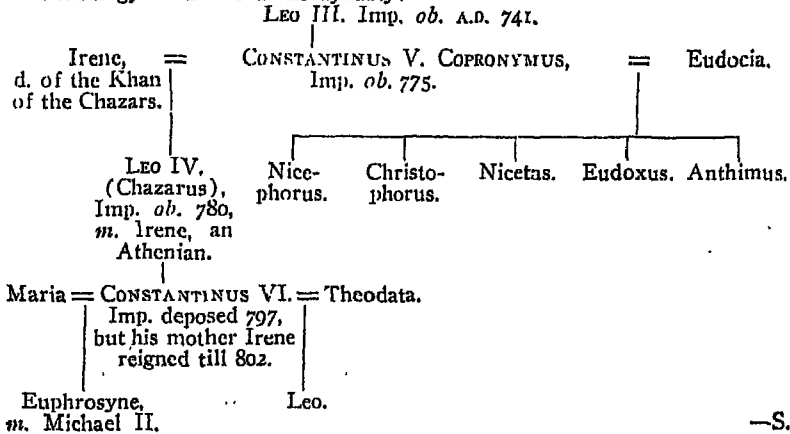 LEO III. Imp. ob. A.D. 741.
Irene, = CONSTANTINUS V. COPRONYMUS, = Eudocia.
d. of the Khan Imp. ob. 775.
of the Chazars.
LEO IV. Nice- Christo- Nicetas. Eudoxus. Anthimus.
(Chazarus), phorus. phorus.
Imp. ob. 780,
m. Irene, an
Athenian.
Maria = CONSTANTINUS VI. = Theodata.
Imp. deposed 797,
but his mother Irene
reigned till 802.
Euphrosyne, Leo.
m. Michael II. —S.